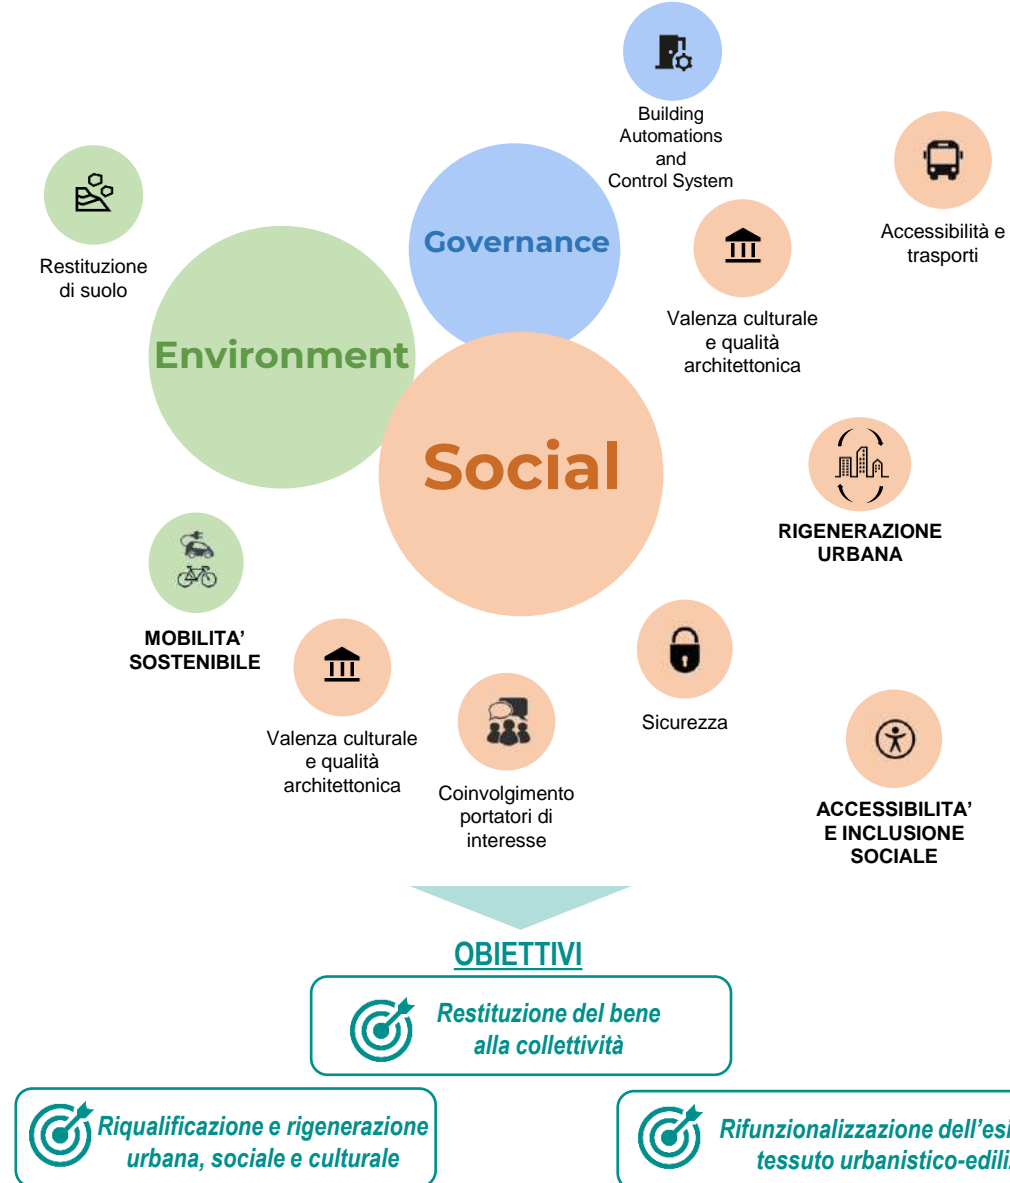 Building
Automations
and
Control System
Accessibilità e
trasporti
Restituzione
di suolo
Governance
Valenza culturale
e qualità
architettonica
Environment
Social
RIGENERAZIONE
URBANA
MOBILITA’
SOSTENIBILE
Sicurezza
Valenza culturale
e qualità
architettonica
Coinvolgimento
portatori di
interesse
ACCESSIBILITA’
E INCLUSIONE
SOCIALE
OBIETTIVI
Restituzione del bene
alla collettività
Riqualificazione e rigenerazione
urbana, sociale e culturale
Rifunzionalizzazione
tessuto